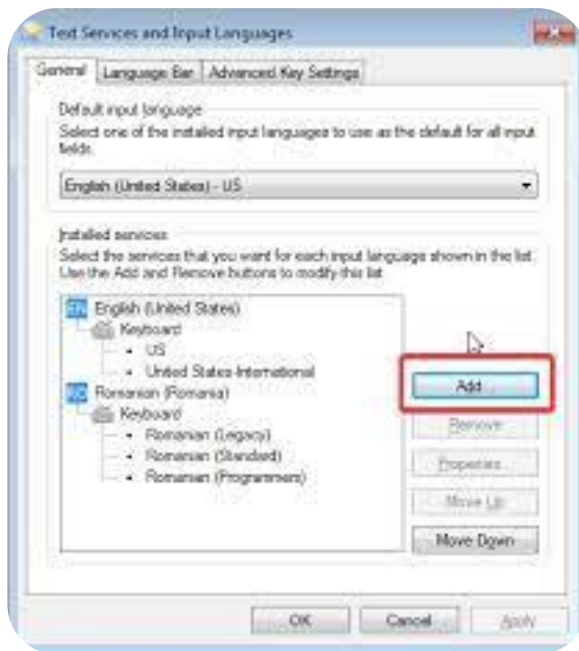 Text Services and Input Languages
General Language Bar Advanced Key Settings
Default input language
Select one of the installed input languages to use as the default for all input
fields.
English (United States) - US
Installed services
Select the services that you want for each input language shown in the list.
Use the Add and Remove buttons to modify this list.
EN English (United States)
Keyboard
US
United States-International
Add...
RO Romanian (Romania)
Keyboard
Remove
Romanian (Legacy)
Romanian (Standard)
Properties...
Romanian (Programmers)
Move Up
Move Down
OK Cancel Apply